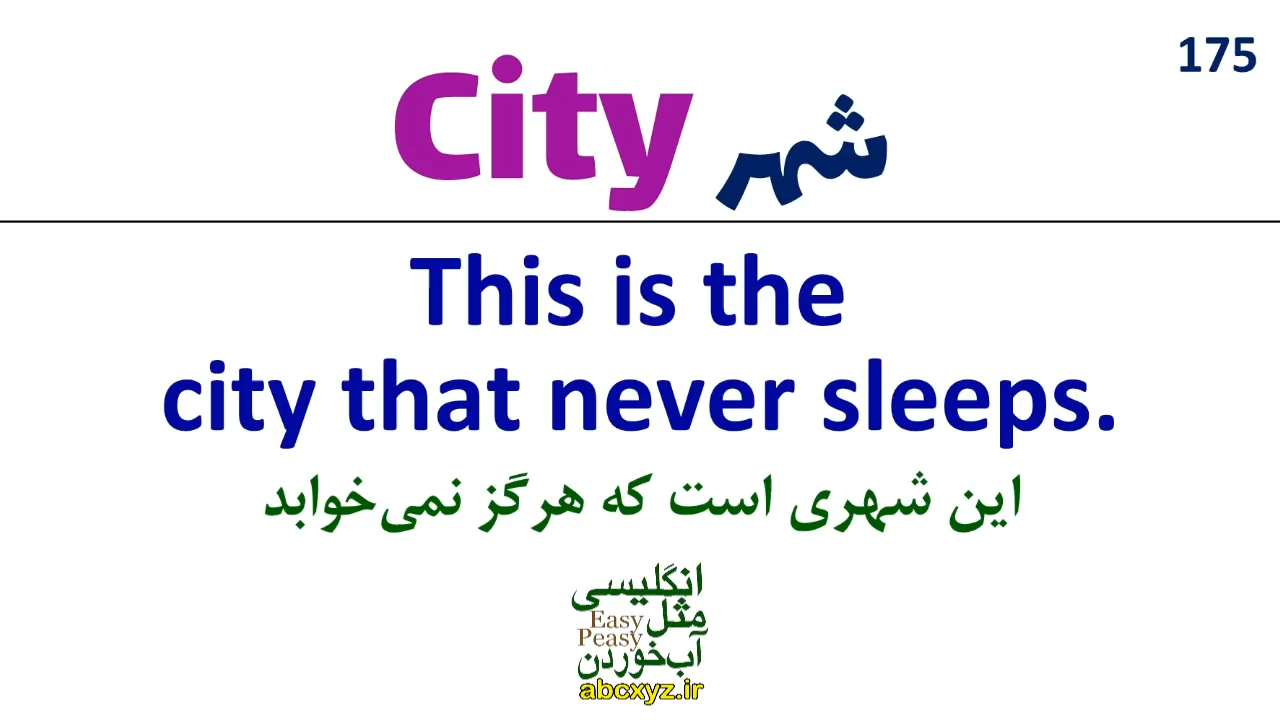 175
City شهر
This is the
city that never sleeps.
این شهری است که هرگز نمی‌خوابد
انگلیسی
مثل Easy
Peasy
آب‌خوردن
abcxyz.ir